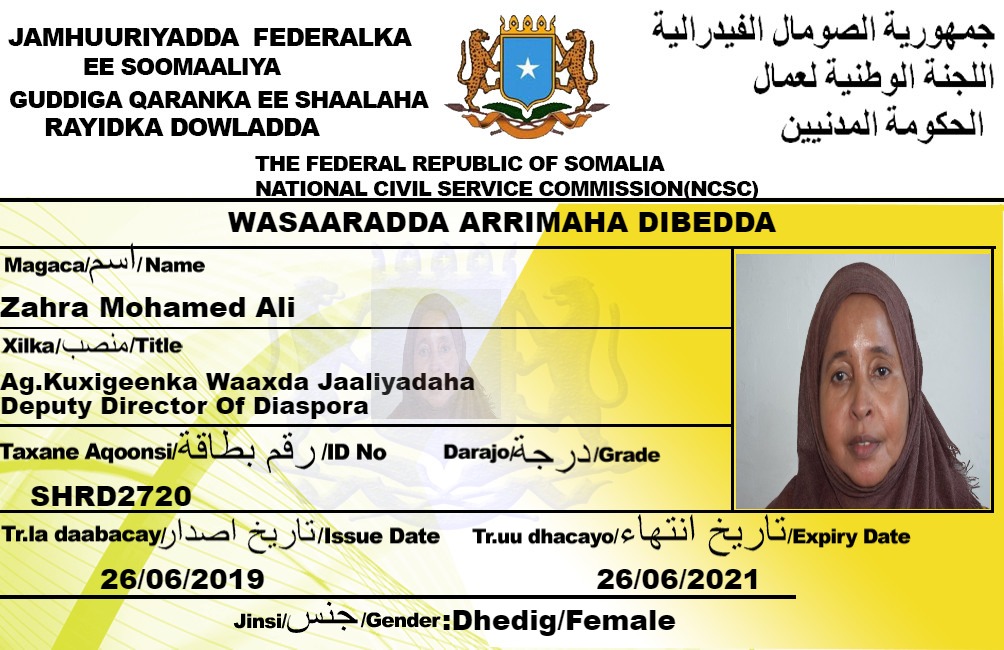 JAMHUURIYADDA FEDERALKA
EE SOOMAALIYA
GUDDIGA QARANKA EE SHAALAHA
RAYIDKA DOWLADDA
جمهورية الصومال الفيدرالية
اللجنة الوطنية لعمال
الحكومة المدنيين
THE FEDERAL REPUBLIC OF SOMALIA
NATIONAL CIVIL SERVICE COMMISSION(NCSC)
WASAARADDA ARRIMAHA DIBEDDA
Magaca/اسم/Name
Zahra Mohamed Ali
Xilka/منصب/Title
Ag.Kuxigeenka Waaxda Jaaliyadaha
Deputy Director Of Diaspora
Taxane Aqoonsi/رقم بطاقة/ID No
Darajo/درجة/Grade
SHRD2720
Tr.la daabacay/تاريخ اصدار/Issue Date
Tr.uu dhacayo/تاريخ انتهاء/Expiry Date
26/06/2019
26/06/2021
Jinsi/جنس/Gender:Dhedig/Female